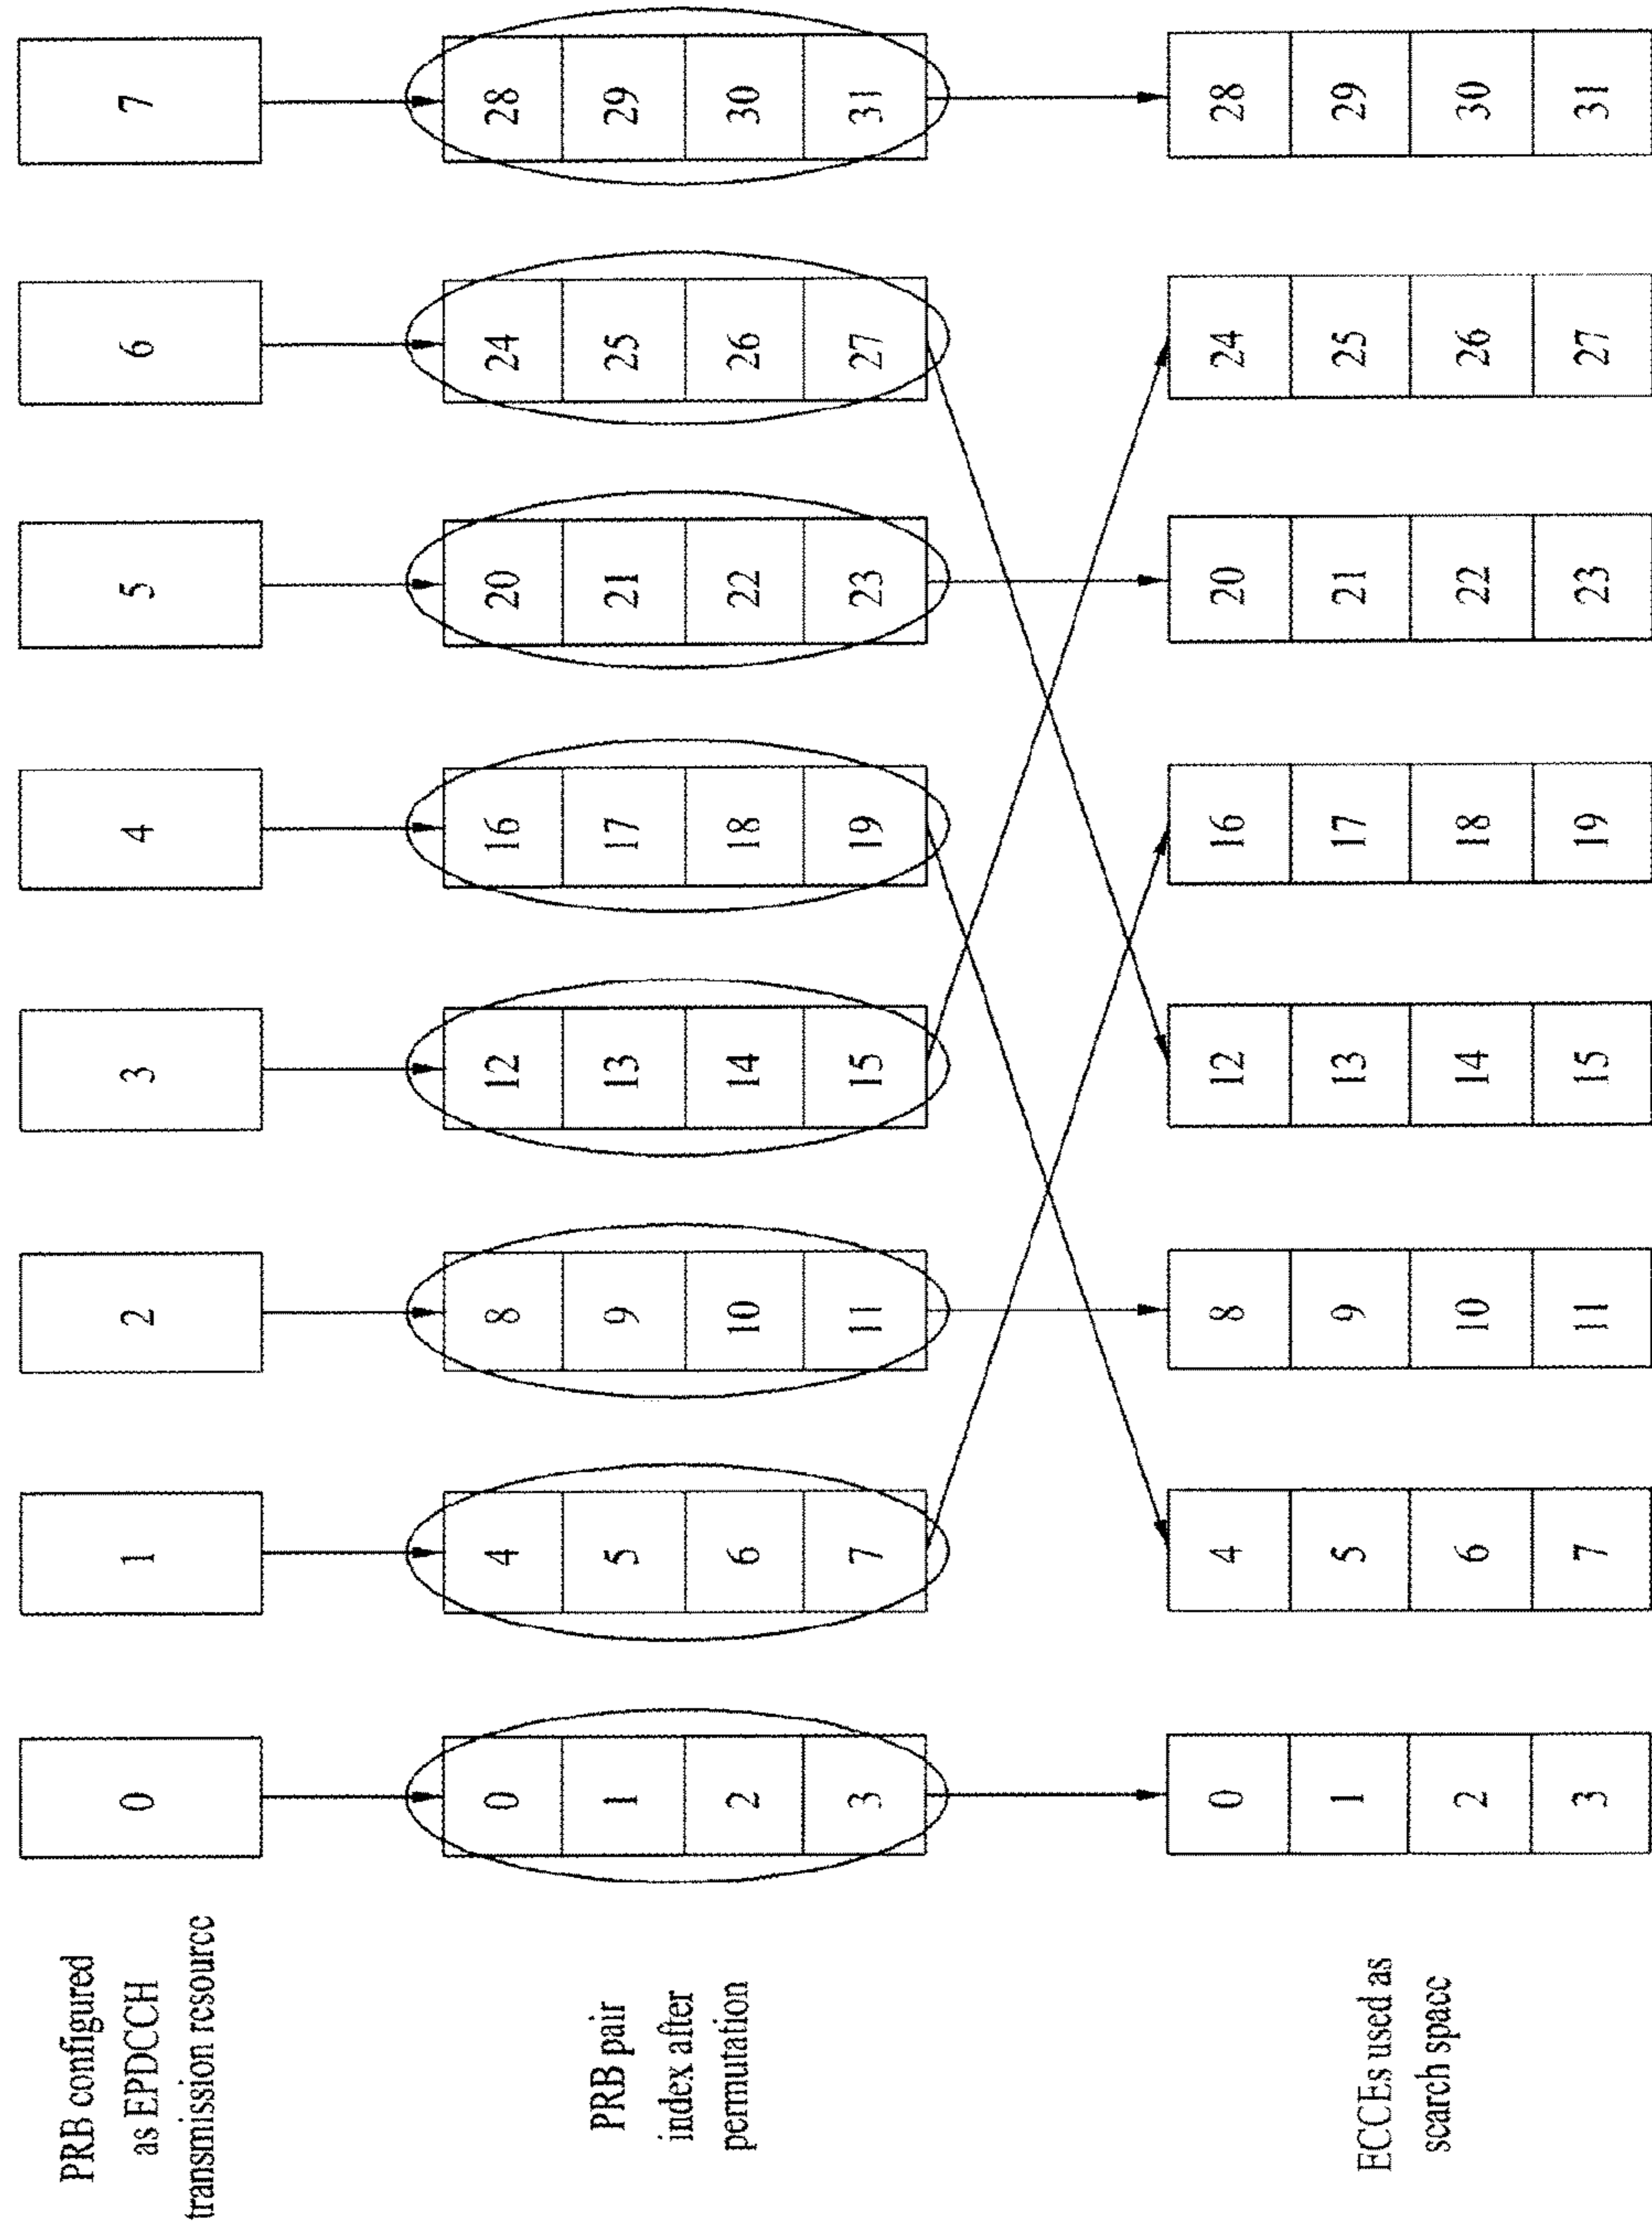 PRB configured
as EPDCCH
transmission resource
0 1 2 3 4 5 6 7
PRB pair
index after
permutation
0 4 8 12 16 20 24 28
1 5 9 13 17 21 25 29
2 6 10 14 18 22 26 30
3 7 11 15 19 23 27 31
ECCEs used as
search space
0 4 8 12 16 20 24 28
1 5 9 13 17 21 25 29
2 6 10 14 18 22 26 30
3 7 11 15 19 23 27 31